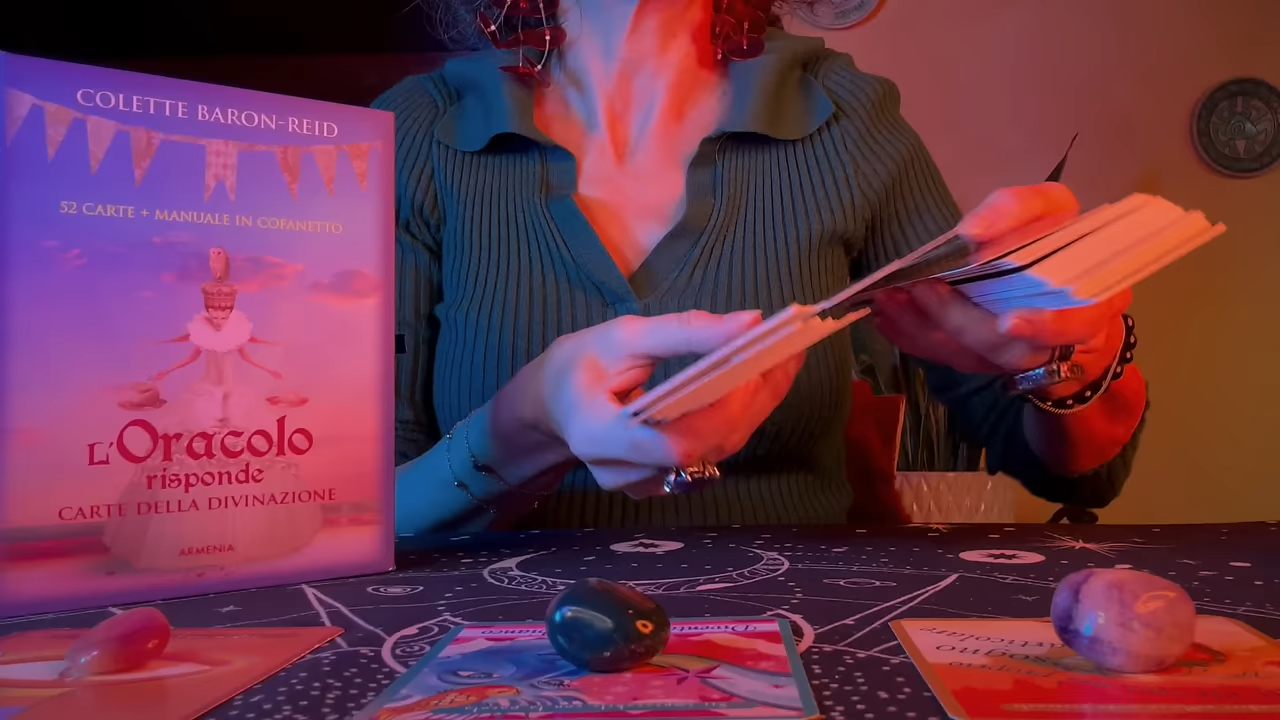 COLETTE BARON-REID
52 CARTE + MANUALE IN COFANETTO
L'Oracolo
risponde
CARTE DELLA DIVINAZIONE
ARMENIA